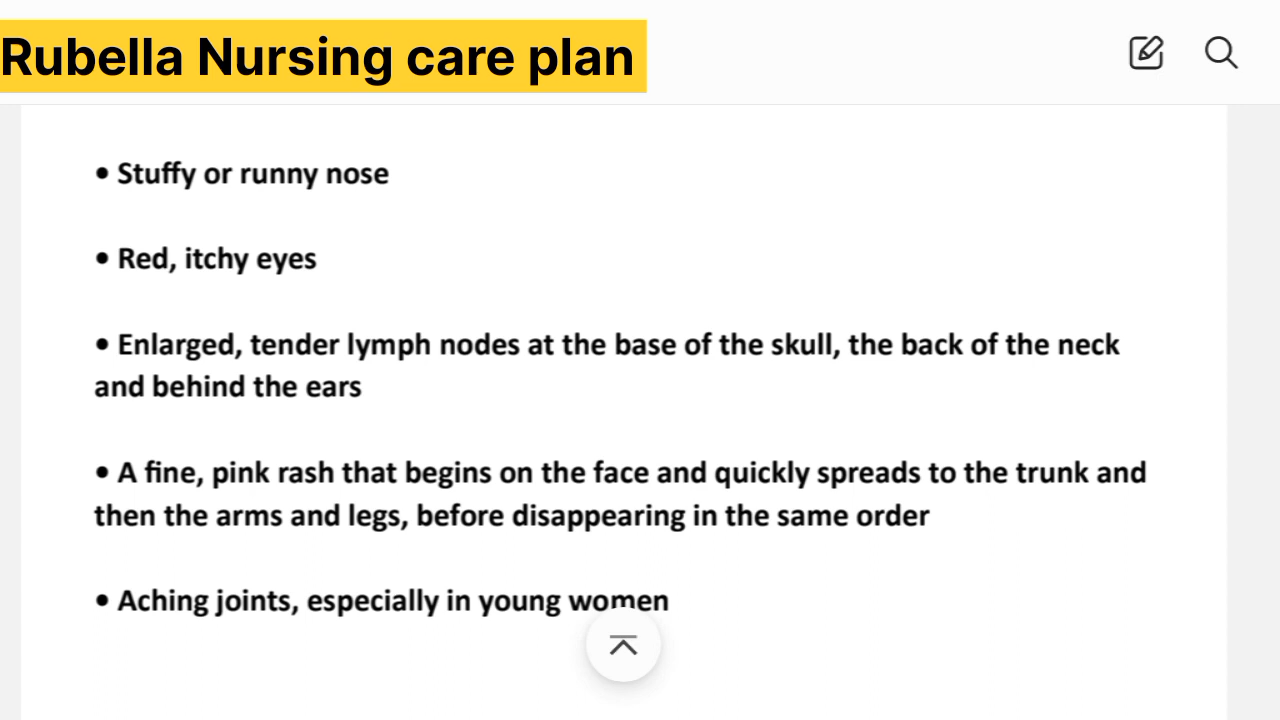 Rubella Nursing care plan
• Stuffy or runny nose
• Red, itchy eyes
• Enlarged, tender lymph nodes at the base of the skull, the back of the neck
and behind the ears
• A fine, pink rash that begins on the face and quickly spreads to the trunk and
then the arms and legs, before disappearing in the same order
• Aching joints, especially in young women